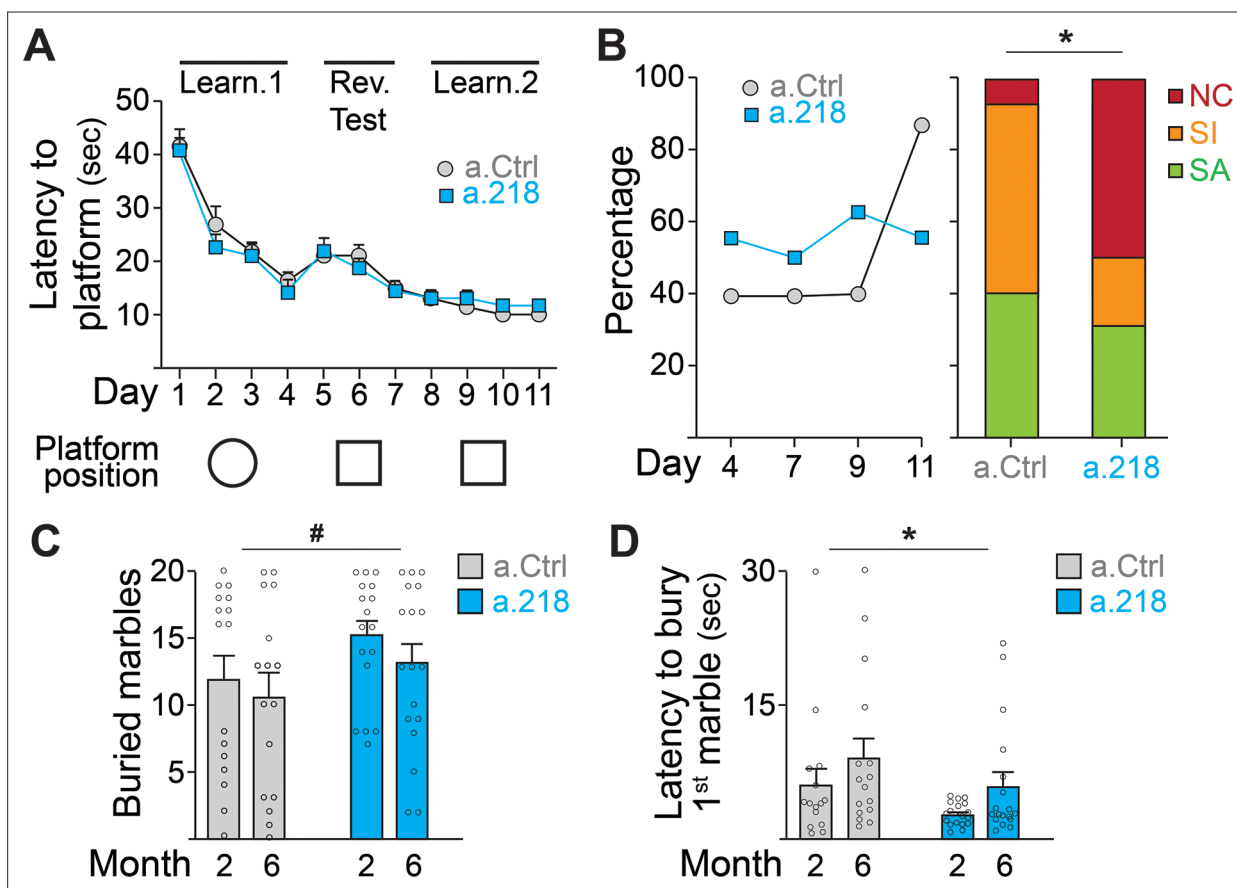 A
Learn.1
Rev.
Test
Learn.2
50
40
30
20
10
Latency to
platform (sec)
a.Ctrl
a.218
Day 1 2 3 4 5 6 7 8 9 10 11
Platform
position
B
*
100
80
60
40
20
Percentage
a.Ctrl
a.218
NC
SI
SA
Day 4 7 9 11
a.Ctrl a.218
C
#
a.Ctrl
a.218
20
15
10
5
Buried marbles
Month 2 6 2 6
D
*
a.Ctrl
a.218
30
15
Latency to bury
1st marble (sec)
Month 2 6 2 6